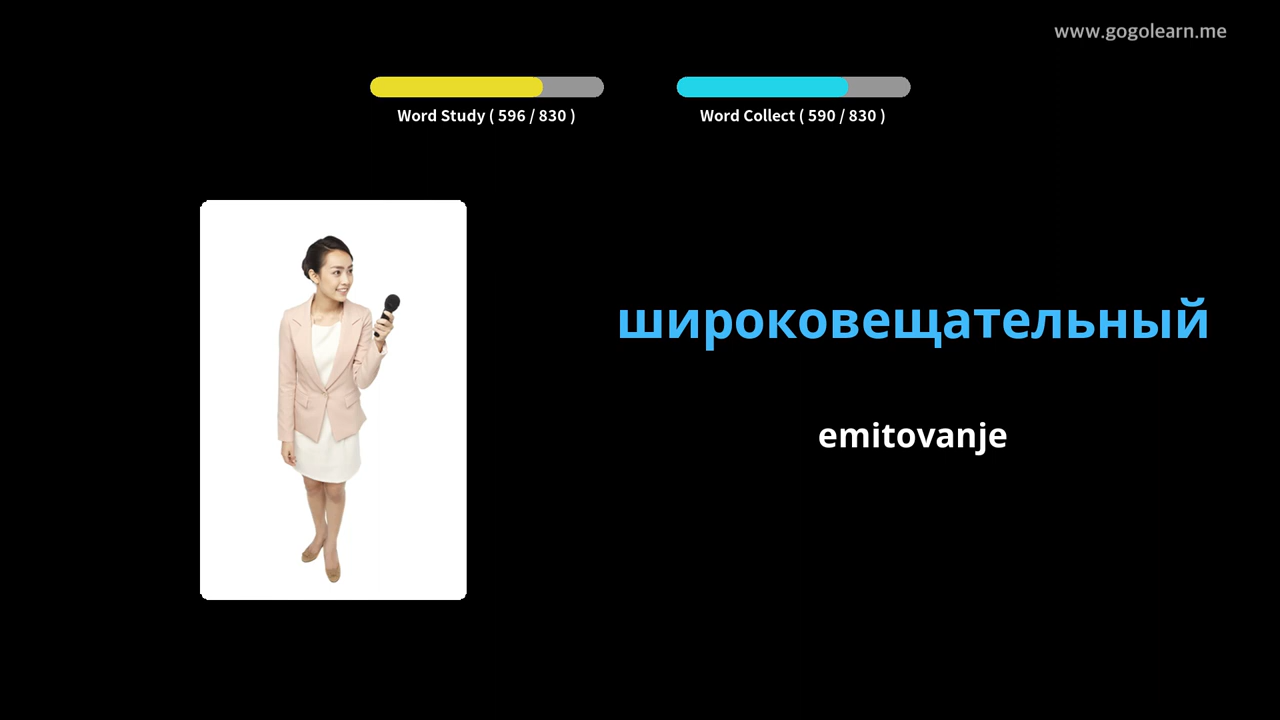 www.gogolearn.me
Word Study ( 596 / 830 )
Word Collect ( 590 / 830 )
широковещательный
emitovanje